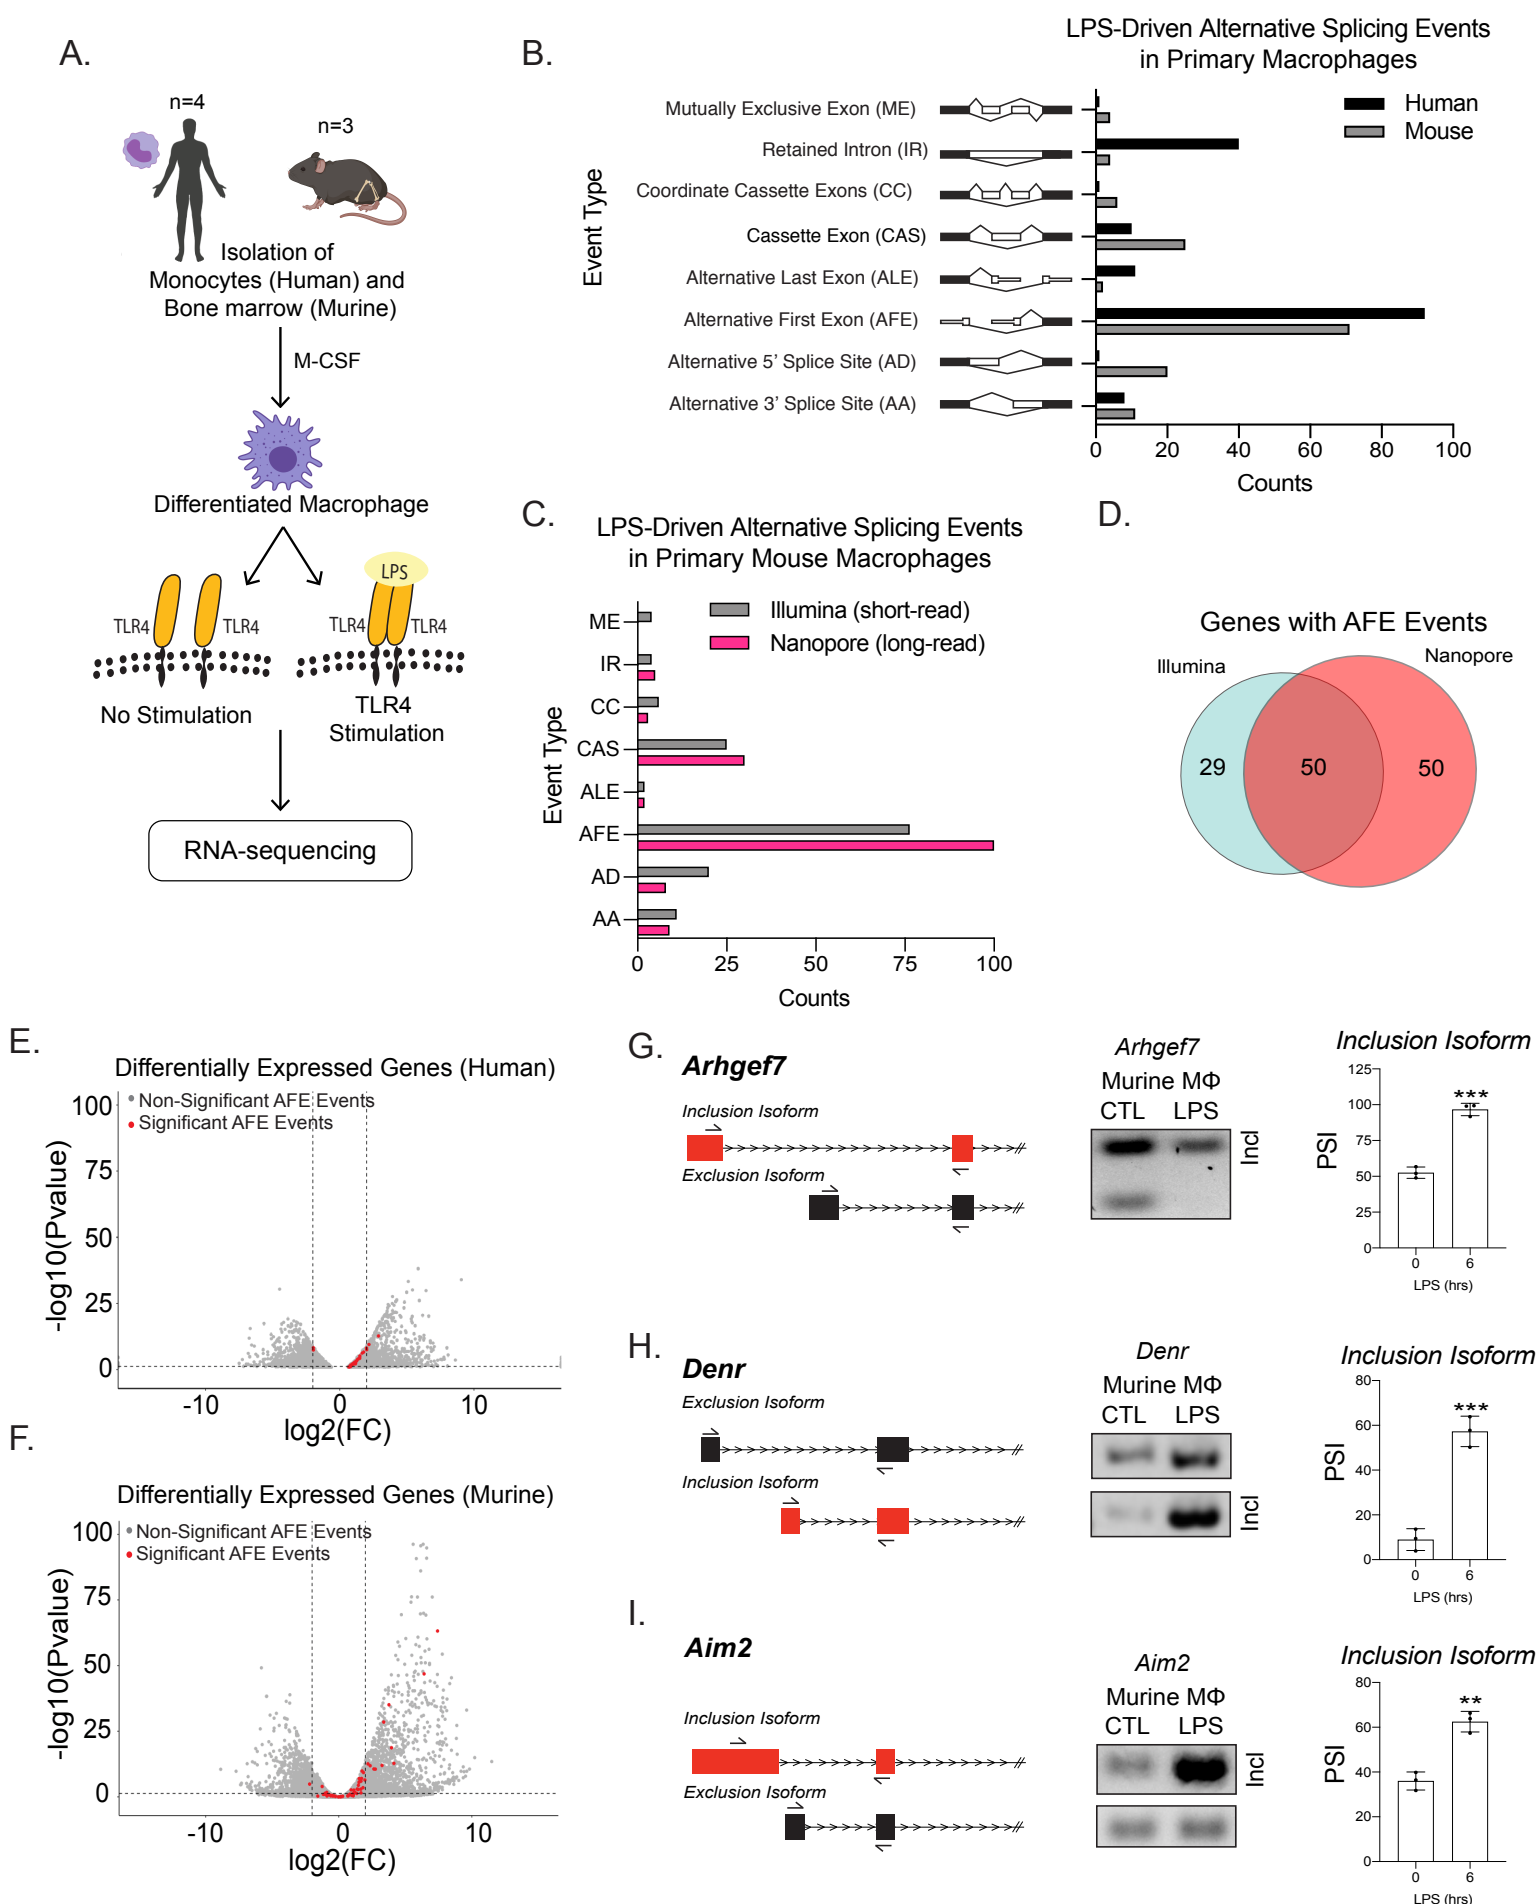 A.
n=4
n=3
Isolation of
Monocytes (Human) and
Bone marrow (Murine)
M-CSF
Differentiated Macrophage
LPS
TLR4
TLR4
TLR4
TLR4
No Stimulation
TLR4
Stimulation
RNA-sequencing
B.
LPS-Driven Alternative Splicing Events
in Primary Macrophages
Human
Mouse
Event Type
Mutually Exclusive Exon (ME)
Retained Intron (IR)
Coordinate Cassette Exons (CC)
Cassette Exon (CAS)
Alternative Last Exon (ALE)
Alternative First Exon (AFE)
Alternative 5' Splice Site (AD)
Alternative 3' Splice Site (AA)
0 20 40 60 80 100
Counts
C.
LPS-Driven Alternative Splicing Events
in Primary Mouse Macrophages
Illumina (short-read)
Nanopore (long-read)
Event Type
ME
IR
CC
CAS
ALE
AFE
AD
AA
0 25 50 75 100
Counts
D.
Genes with AFE Events
Illumina
Nanopore
29 50 50
E.
Differentially Expressed Genes (Human)
Non-Significant AFE Events
Significant AFE Events
-log10(Pvalue)
100
75
50
25
0
-10 0 10
log2(FC)
F.
Differentially Expressed Genes (Murine)
Non-Significant AFE Events
Significant AFE Events
-log10(Pvalue)
100
75
50
25
0
-10 0 10
log2(FC)
G.
Arhgef7
Inclusion Isoform
Exclusion Isoform
Arhgef7
Murine MΦ
CTL LPS
Incl
Inclusion Isoform
PSI
125
100
75
50
25
0
***
0 6
LPS (hrs)
H.
Denr
Exclusion Isoform
Inclusion Isoform
Denr
Murine MΦ
CTL LPS
Incl
Inclusion Isoform
PSI
80
60
40
20
0
***
0 6
LPS (hrs)
I.
Aim2
Inclusion Isoform
Exclusion Isoform
Aim2
Murine MΦ
CTL LPS
Incl
Inclusion Isoform
PSI
80
60
40
20
0
**
0 6
LPS (hrs)